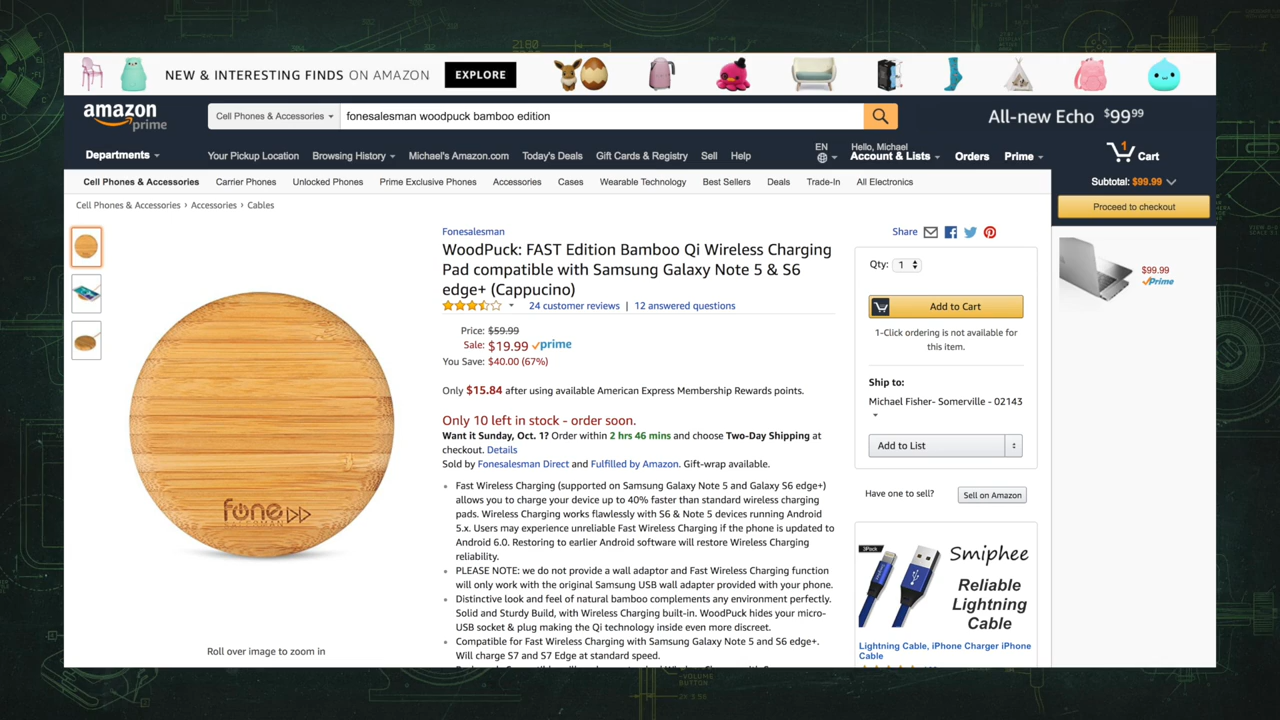 2180
NEW & INTERESTING FINDS ON AMAZON
EXPLORE
amazon
prime
Cell Phones & Accessories
fonesalesman woodpuck bamboo edition
All-new Echo $99⁹⁹
Departments
Your Pickup Location
Browsing History
Michael's Amazon.com
Today's Deals
Gift Cards & Registry
Sell
Help
EN
Hello, Michael
Account & Lists
Orders
Prime
1
Cart
Cell Phones & Accessories
Carrier Phones
Unlocked Phones
Prime Exclusive Phones
Accessories
Cases
Wearable Technology
Best Sellers
Deals
Trade-In
All Electronics
Subtotal: $99.99
Proceed to checkout
$99.99
Prime
Cell Phones & Accessories › Accessories › Cables
Fonesalesman
WoodPuck: FAST Edition Bamboo Qi Wireless Charging
Pad compatible with Samsung Galaxy Note 5 & S6
edge+ (Cappucino)
24 customer reviews | 12 answered questions
Price: $59.99
Sale: $19.99 prime
You Save: $40.00 (67%)
Only $15.84 after using available American Express Membership Rewards points.
Only 10 left in stock - order soon.
Want it Sunday, Oct. 1? Order within 2 hrs 46 mins and choose Two-Day Shipping at
checkout. Details
Sold by Fonesalesman Direct and Fulfilled by Amazon. Gift-wrap available.
Fast Wireless Charging (supported on Samsung Galaxy Note 5 and Galaxy S6 edge+)
allows you to charge your device up to 40% faster than standard wireless charging
pads. Wireless Charging works flawlessly with S6 & Note 5 devices running Android
5.x. Users may experience unreliable Fast Wireless Charging if the phone is updated to
Android 6.0. Restoring to earlier Android software will restore Wireless Charging
reliability.
PLEASE NOTE: we do not provide a wall adaptor and Fast Wireless Charging function
will only work with the original Samsung USB wall adapter provided with your phone.
Distinctive look and feel of natural bamboo complements any environment perfectly.
Solid and Sturdy Build, with Wireless Charging built-in. WoodPuck hides your micro-
USB socket & plug making the Qi technology inside even more discreet.
Compatible for Fast Wireless Charging with Samsung Galaxy Note 5 and S6 edge+.
Will charge S7 and S7 Edge at standard speed.
fone
SALESMAN
Roll over image to zoom in
Share
Qty: 1
Add to Cart
1-Click ordering is not available for
this item.
Ship to:
Michael Fisher- Somerville - 02143
Add to List
Have one to sell?
Sell on Amazon
3Pack
Smiphee
Reliable
Lightning
Cable
Lightning Cable, iPhone Charger iPhone
Cable
VOLUME
BUTTON